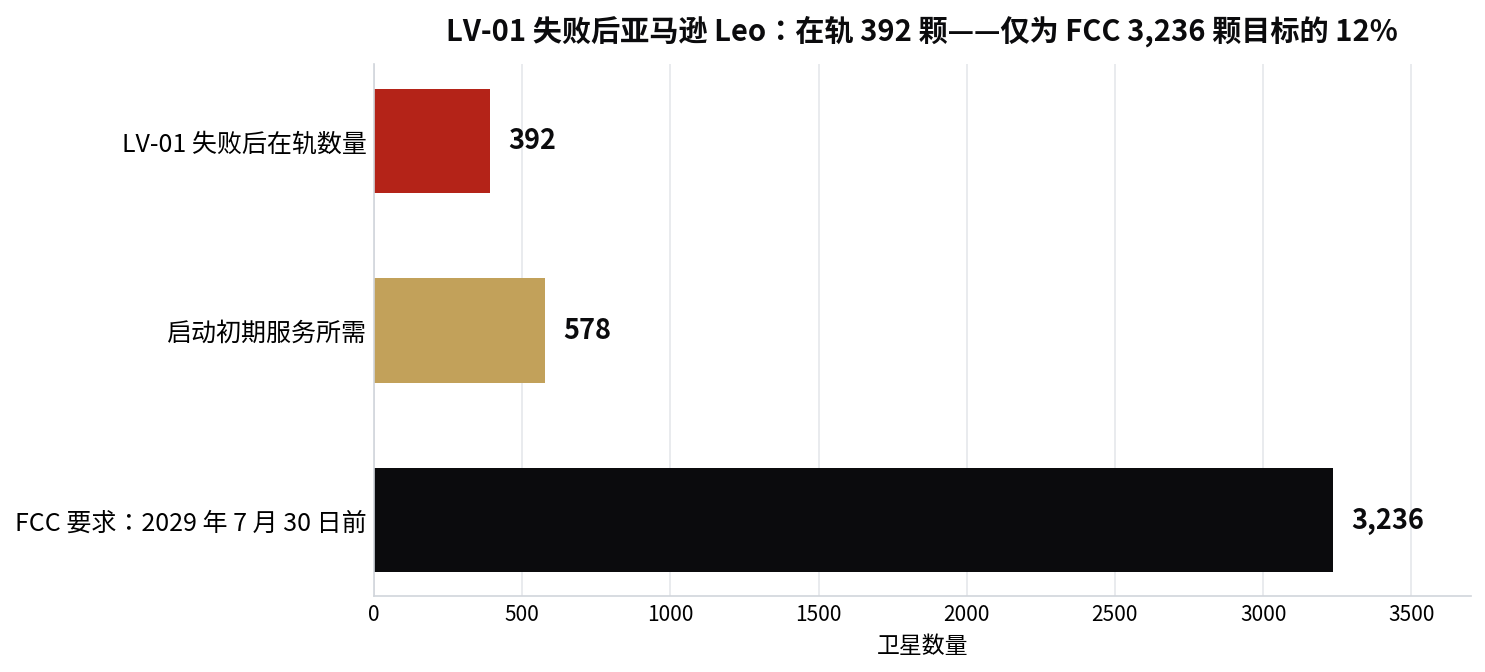 LV-01 失败后亚马逊 Leo：在轨 392 颗——仅为 FCC 3,236 颗目标的 12%
LV-01 失败后在轨数量
392
启动初期服务所需
578
FCC 要求：2029 年 7 月 30 日前
3,236
0 500 1000 1500 2000 2500 3000 3500
卫星数量